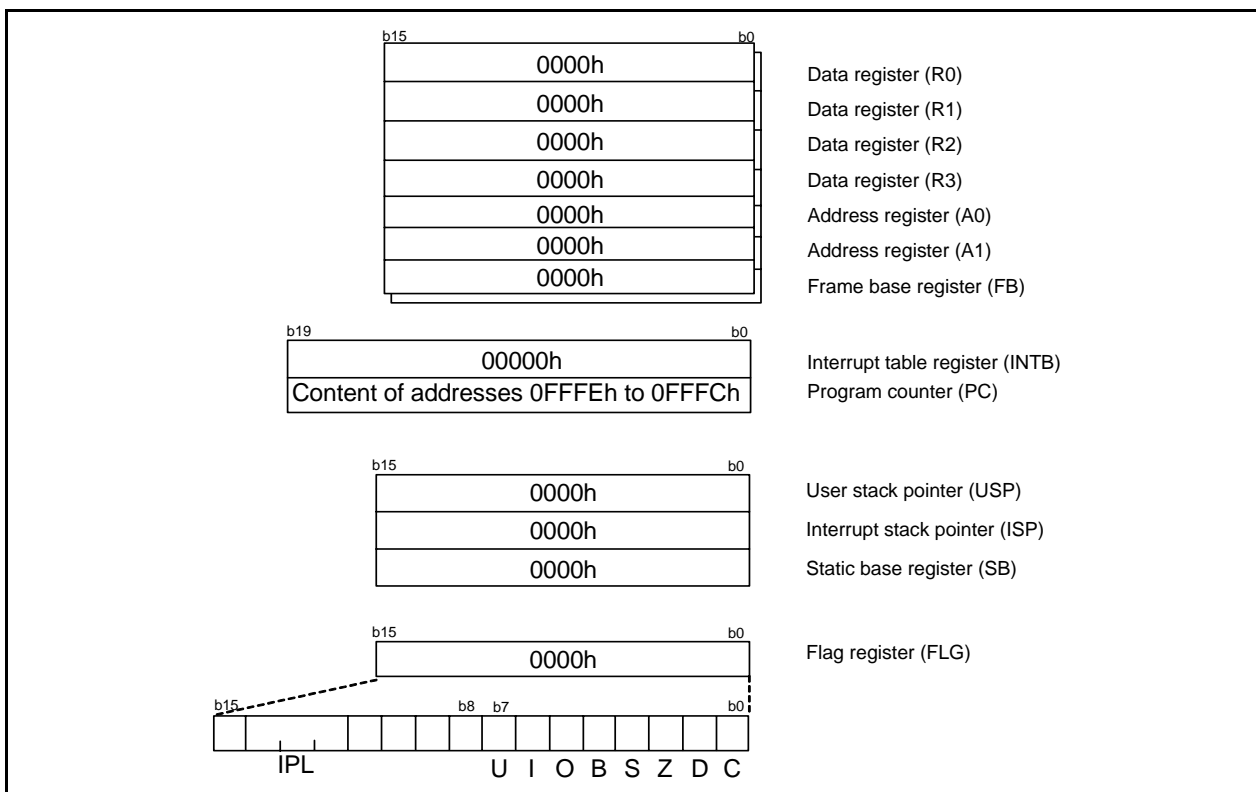 b15 b0
0000h Data register (R0)
0000h Data register (R1)
0000h Data register (R2)
0000h Data register (R3)
0000h Address register (A0)
0000h Address register (A1)
0000h Frame base register (FB)
b19 b0
00000h Interrupt table register (INTB)
Content of addresses 0FFFEh to 0FFFCh Program counter (PC)
b15 b0
0000h User stack pointer (USP)
0000h Interrupt stack pointer (ISP)
0000h Static base register (SB)
b15 b0
0000h Flag register (FLG)
b15 b8 b7 b0
IPL U I O B S Z D C